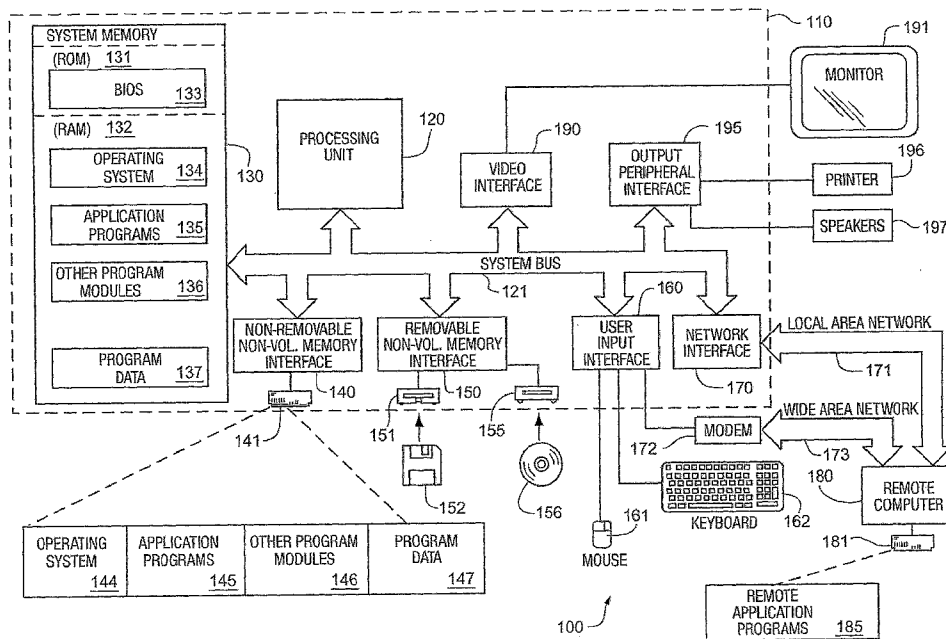 SYSTEM MEMORY
(ROM) 131
BIOS 133
(RAM) 132
OPERATING
SYSTEM 134
APPLICATION
PROGRAMS 135
OTHER PROGRAM
MODULES 136
PROGRAM
DATA 137
130
PROCESSING
UNIT
120
190
VIDEO
INTERFACE
195
OUTPUT
PERIPHERAL
INTERFACE
110
191
MONITOR
196
PRINTER
SPEAKERS
197
SYSTEM BUS
121
NON-REMOVABLE
NON-VOL. MEMORY
INTERFACE
140
REMOVABLE
NON-VOL. MEMORY
INTERFACE
150
160
USER
INPUT
INTERFACE
NETWORK
INTERFACE
170
LOCAL AREA NETWORK
171
WIDE AREA NETWORK
173
MODEM
172
141
151
155
152
156
161
MOUSE
KEYBOARD
162
180
REMOTE
COMPUTER
181
OPERATING
SYSTEM
144
APPLICATION
PROGRAMS
145
OTHER PROGRAM
MODULES
146
PROGRAM
DATA
147
100
REMOTE
APPLICATION
PROGRAMS 185